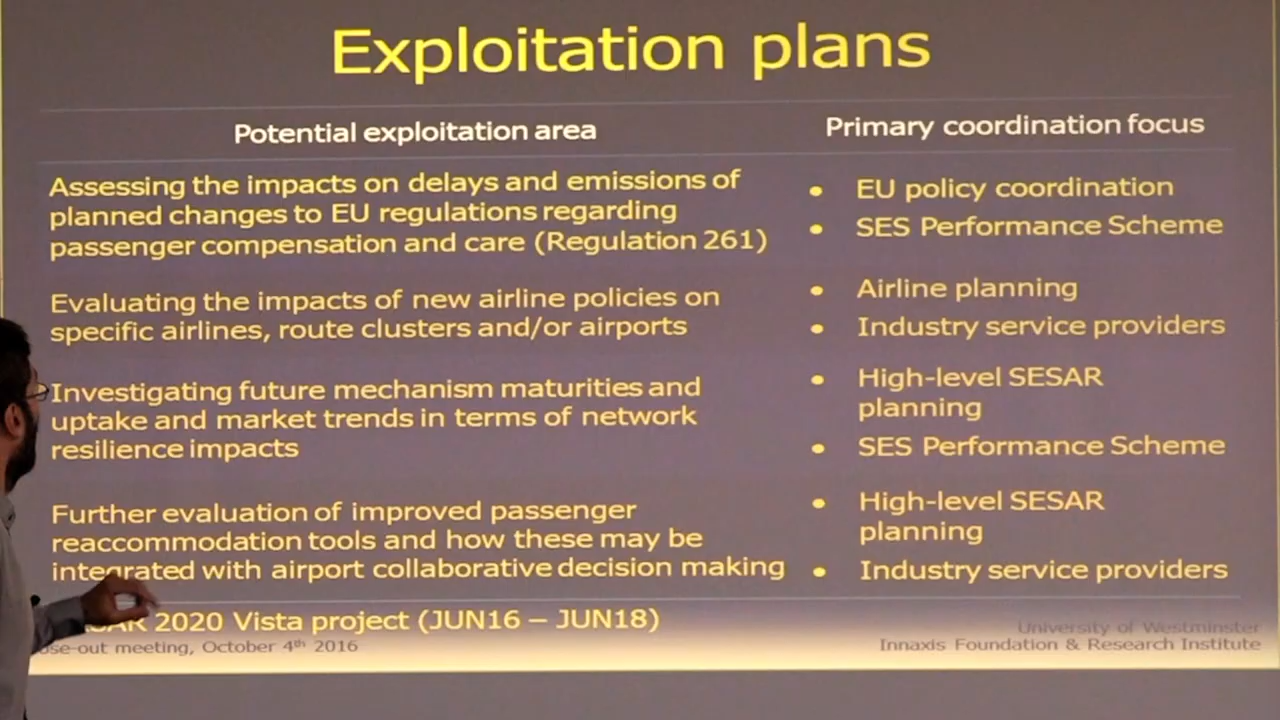 Exploitation plans
Potential exploitation area
Primary coordination focus
Assessing the impacts on delays and emissions of
planned changes to EU regulations regarding
passenger compensation and care (Regulation 261)
• EU policy coordination
• SES Performance Scheme
Evaluating the impacts of new airline policies on
specific airlines, route clusters and/or airports
• Airline planning
• Industry service providers
Investigating future mechanism maturities and
uptake and market trends in terms of network
resilience impacts
• High-level SESAR
planning
• SES Performance Scheme
Further evaluation of improved passenger
reaccommodation tools and how these may be
integrated with airport collaborative decision making
• High-level SESAR
planning
• Industry service providers
2020 Vista project (JUN16 – JUN18)
meeting, October 4th 2016
University of Westminster
Innaxis Foundation & Research Institute